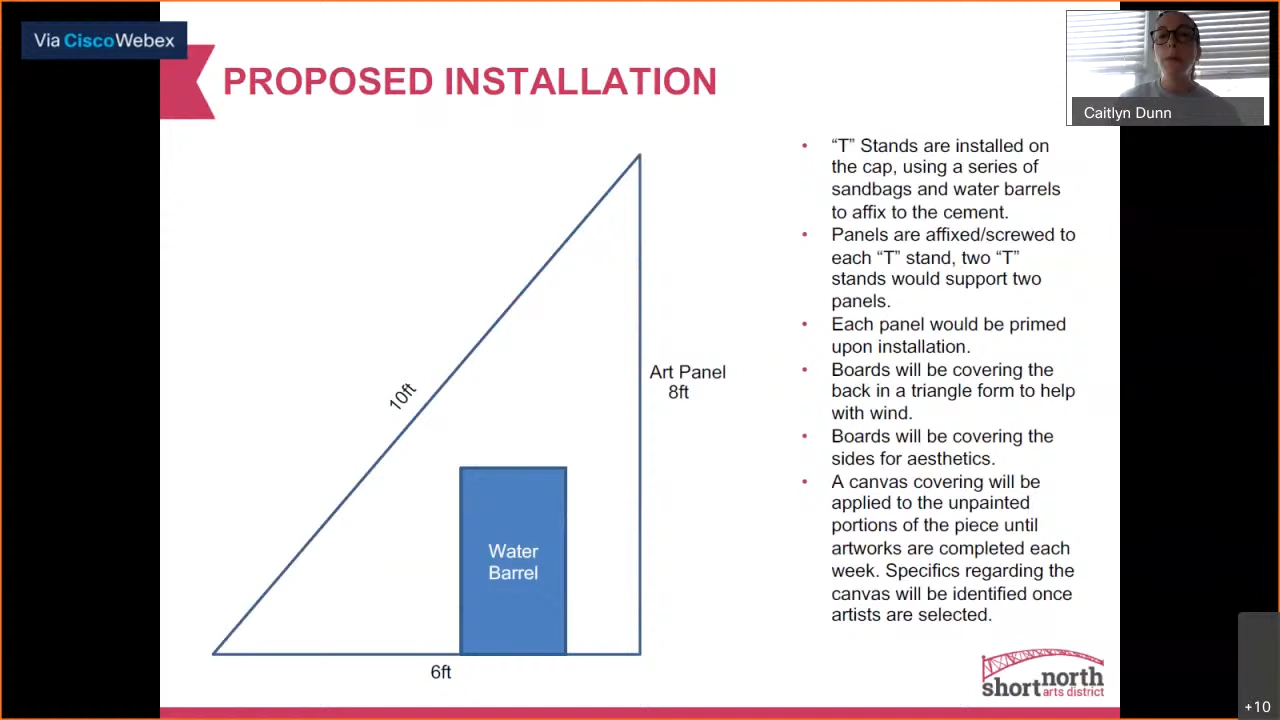 Via CiscoWebex
PROPOSED INSTALLATION
Caitlyn Dunn
• “T” Stands are installed on
the cap, using a series of
sandbags and water barrels
to affix to the cement.
• Panels are affixed/screwed to
each “T” stand, two “T”
stands would support two
panels.
• Each panel would be primed
upon installation.
• Boards will be covering the
back in a triangle form to help
with wind.
• Boards will be covering the
sides for aesthetics.
• A canvas covering will be
applied to the unpainted
portions of the piece until
artworks are completed each
week. Specifics regarding the
canvas will be identified once
artists are selected.
10ft
Art Panel
8ft
Water
Barrel
6ft
shortnorth
arts district
+10